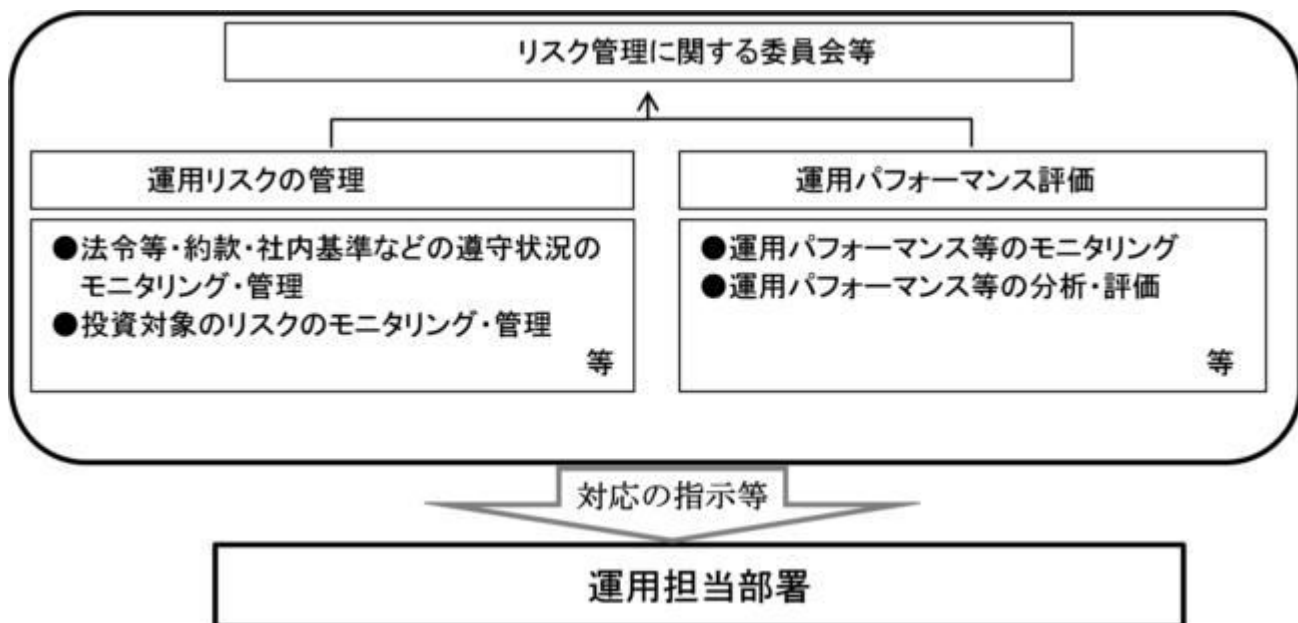 リスク管理に関する委員会等
運用リスクの管理
●法令等・約款・社内基準などの遵守状況の
モニタリング・管理
●投資対象のリスクのモニタリング・管理
等
運用パフォーマンス評価
●運用パフォーマンス等のモニタリング
●運用パフォーマンス等の分析・評価
等
対応の指示等
運用担当部署